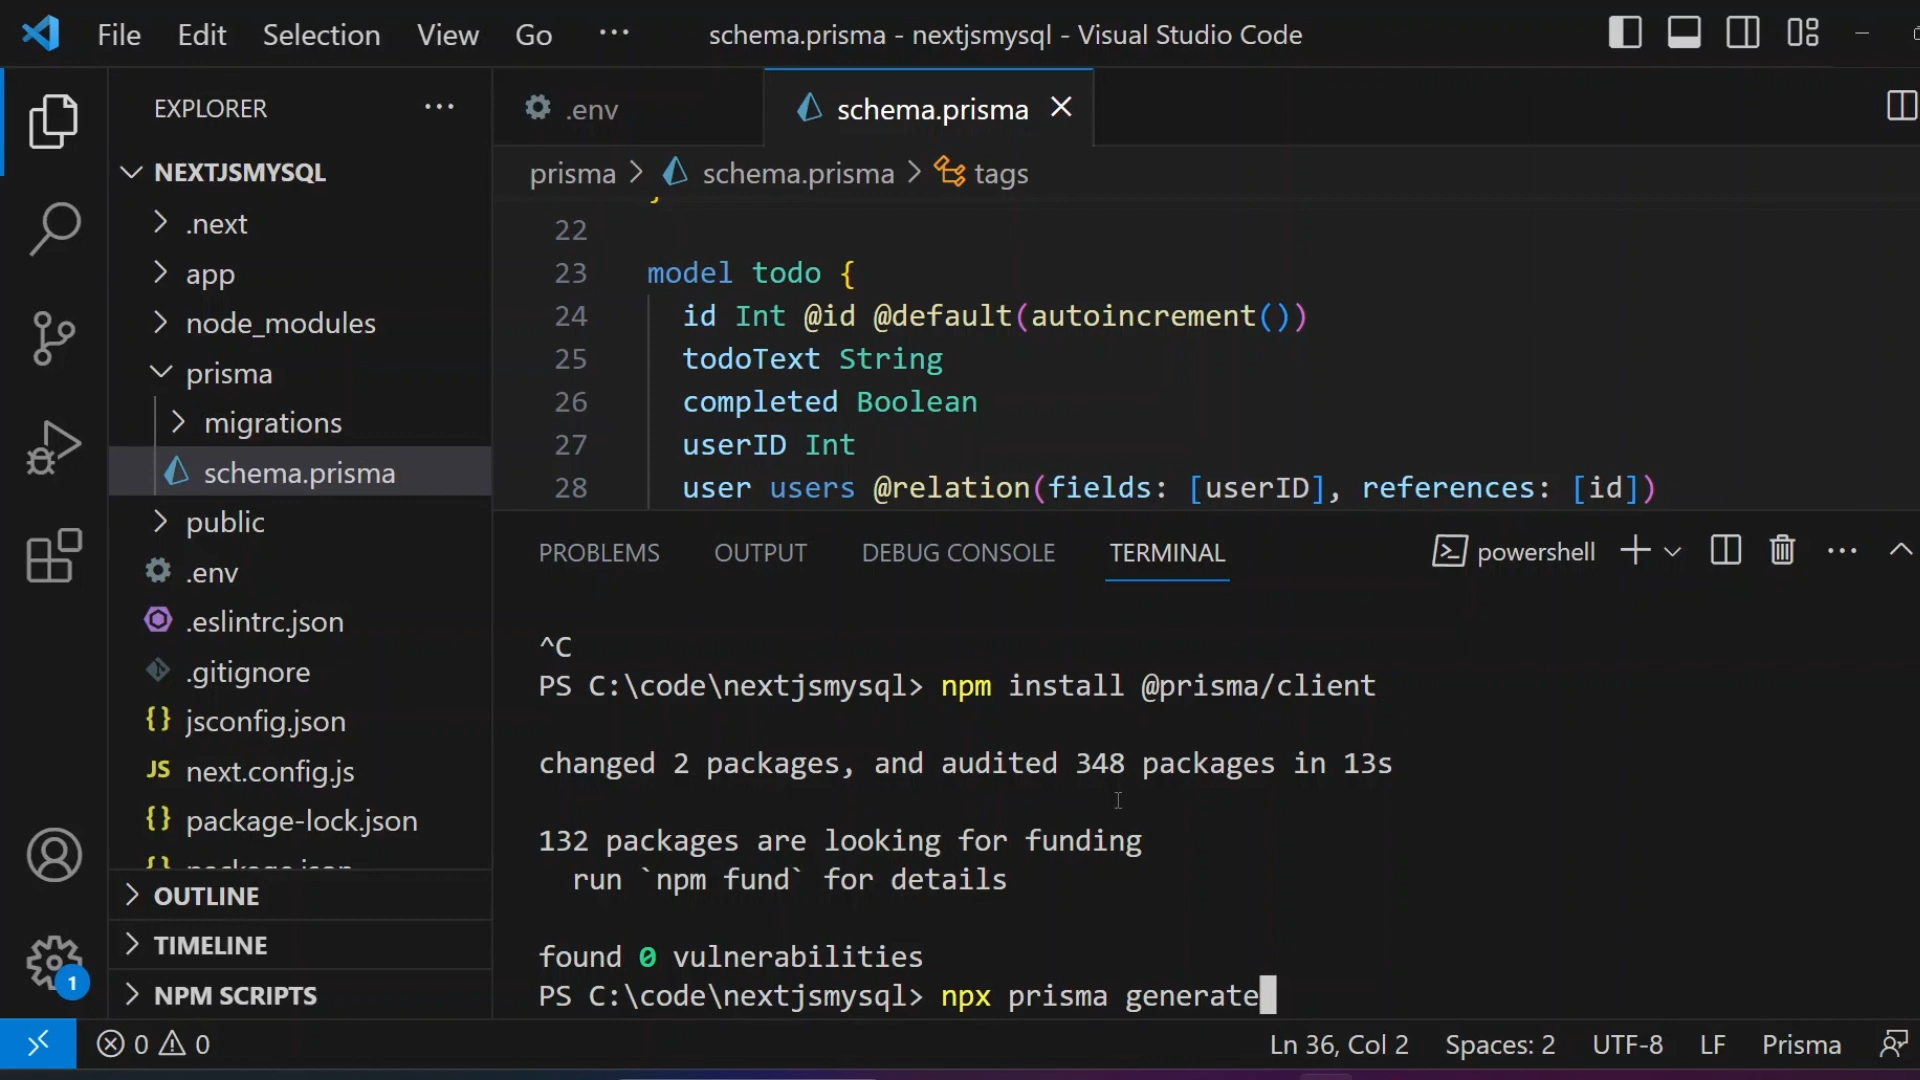 File Edit Selection View Go ··· schema.prisma - nextjsmysql - Visual Studio Code
EXPLORER ···
NEXTJSMYSQL
.next
app
node_modules
prisma
migrations
schema.prisma
public
.env
.eslintrc.json
.gitignore
jsconfig.json
next.config.js
package-lock.json
package.json
OUTLINE
TIMELINE
NPM SCRIPTS
1
.env
schema.prisma
prisma > schema.prisma > tags
}
22
23 model todo {
24 id Int @id @default(autoincrement())
25 todoText String
26 completed Boolean
27 userID Int
28 user users @relation(fields: [userID], references: [id])
PROBLEMS OUTPUT DEBUG CONSOLE TERMINAL powershell
^C
PS C:\code\nextjsmysql> npm install @prisma/client
changed 2 packages, and audited 348 packages in 13s
132 packages are looking for funding
run `npm fund` for details
found 0 vulnerabilities
PS C:\code\nextjsmysql> npx prisma generate
0 0 Ln 36, Col 2 Spaces: 2 UTF-8 LF Prisma